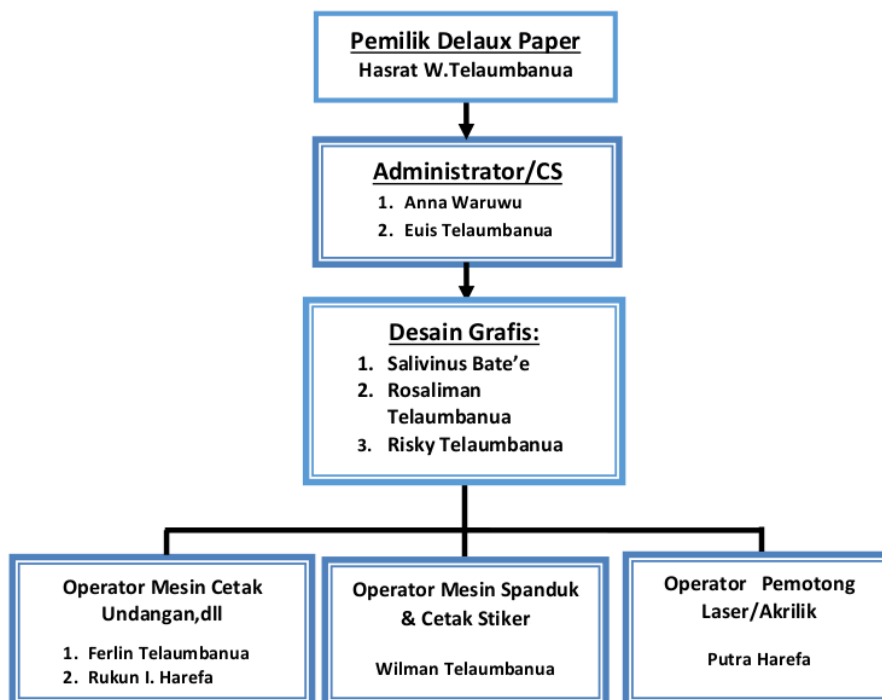 Pemilik Delaux Paper
Hasrat W.Telaumbanua
Administrator/CS
1. Anna Waruwu
2. Euis Telaumbanua
Desain Grafis:
1. Salivinus Bate’e
2. Rosaliman
Telaumbanua
3. Risky Telaumbanua
Operator Mesin Cetak
Undangan,dll
1. Ferlin Telaumbanua
2. Rukun I. Harefa
Operator Mesin Spanduk
& Cetak Stiker
Wilman Telaumbanua
Operator Pemotong
Laser/Akrilik
Putra Harefa